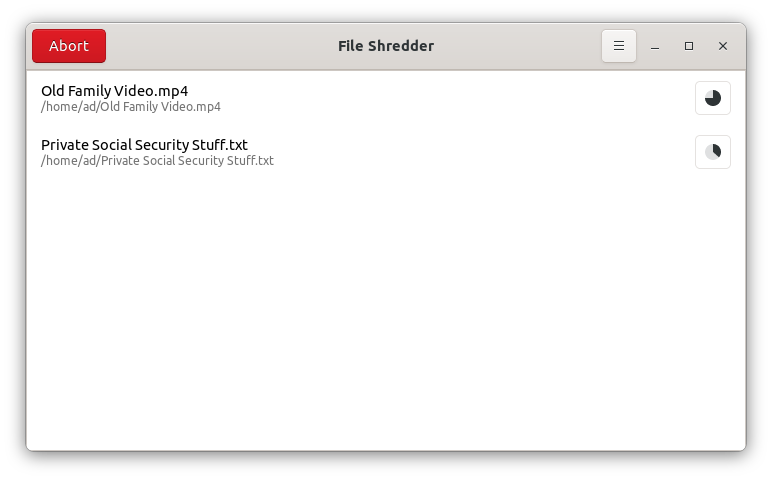 Abort
File Shredder
Old Family Video.mp4
/home/ad/Old Family Video.mp4
Private Social Security Stuff.txt
/home/ad/Private Social Security Stuff.txt